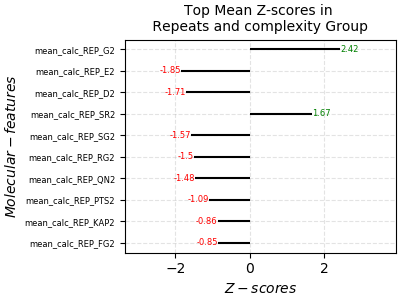 Top Mean Z-scores in
Repeats and complexity Group
mean_calc_REP_G2 2.42
mean_calc_REP_E2 -1.85
mean_calc_REP_D2 -1.71
mean_calc_REP_SR2 1.67
mean_calc_REP_SG2 -1.57
mean_calc_REP_RG2 -1.5
mean_calc_REP_QN2 -1.48
mean_calc_REP_PTS2 -1.09
mean_calc_REP_KAP2 -0.86
mean_calc_REP_FG2 -0.85
Molecular − features
−2 0 2
Z − scores